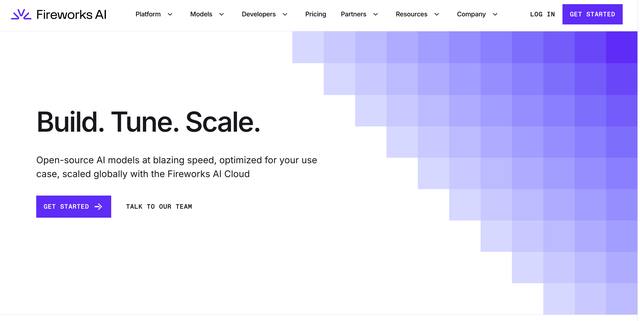 Fireworks AI
Platform
Models
Developers
Pricing
Partners
Resources
Company
LOG IN
GET STARTED
Build. Tune. Scale.
Open-source AI models at blazing speed, optimized for your use
case, scaled globally with the Fireworks AI Cloud
GET STARTED
TALK TO OUR TEAM